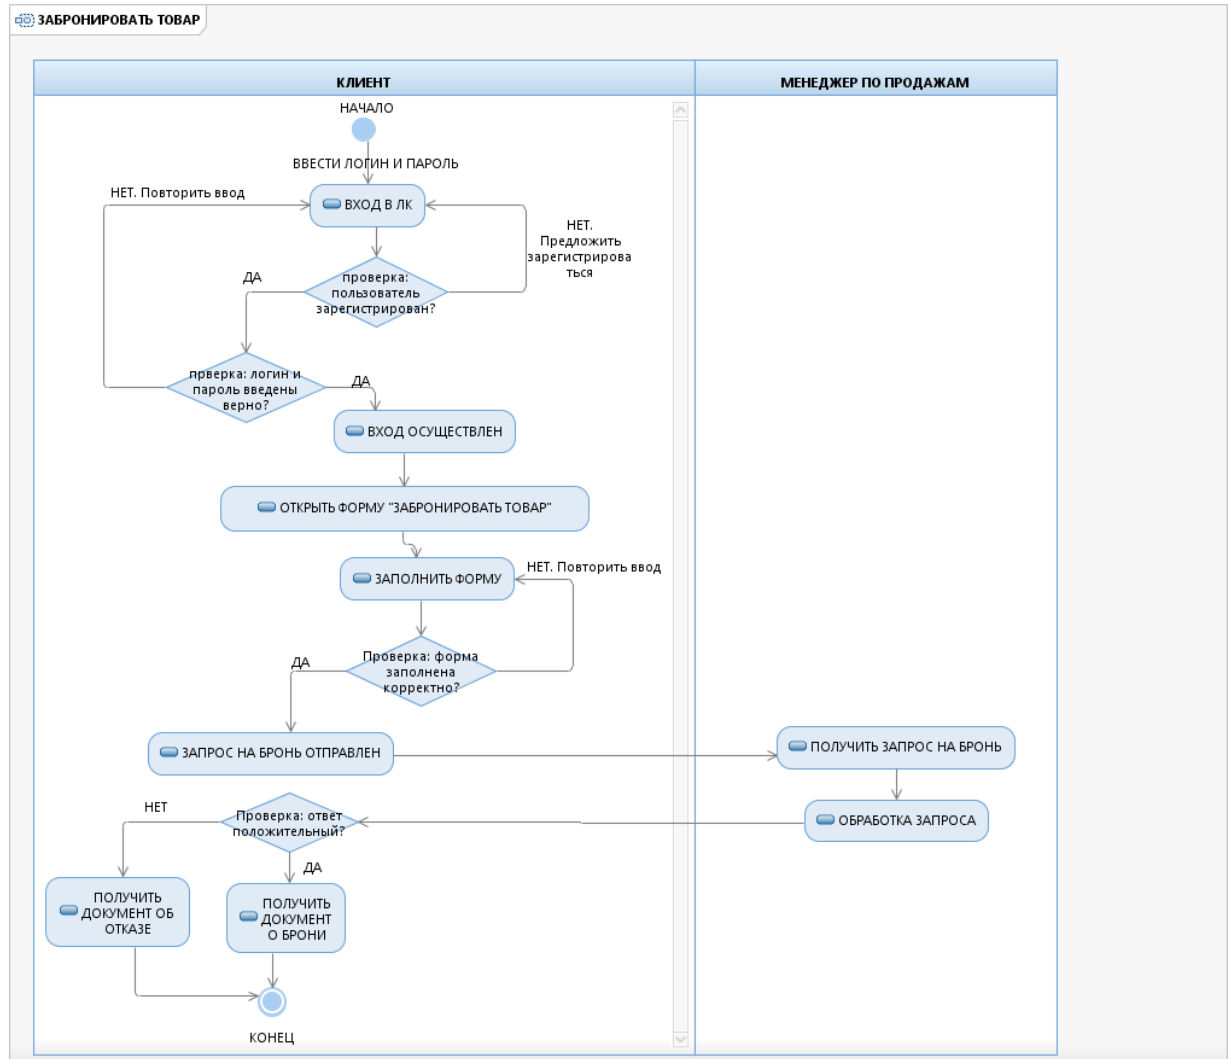 ЗАБРОНИРОВАТЬ ТОВАР
КЛИЕНТ
МЕНЕДЖЕР ПО ПРОДАЖАМ
НАЧАЛО
ВВЕСТИ ЛОГИН И ПАРОЛЬ
НЕТ. Повторить ввод
ВХОД В ЛК
НЕТ.
Предложить
зарегистрирова
ться
ДА
проверка:
пользователь
зарегистрирован?
прверка: логин и
пароль введены
верно?
ДА
ВХОД ОСУЩЕСТВЛЕН
ОТКРЫТЬ ФОРМУ "ЗАБРОНИРОВАТЬ ТОВАР"
ЗАПОЛНИТЬ ФОРМУ
НЕТ. Повторить ввод
ДА
Проверка: форма
заполнена
корректно?
ЗАПРОС НА БРОНЬ ОТПРАВЛЕН
ПОЛУЧИТЬ ЗАПРОС НА БРОНЬ
ОБРАБОТКА ЗАПРОСА
НЕТ
Проверка: ответ
положительный?
ДА
ПОЛУЧИТЬ
ДОКУМЕНТ ОБ
ОТКАЗЕ
ПОЛУЧИТЬ
ДОКУМЕНТ
О БРОНИ
КОНЕЦ